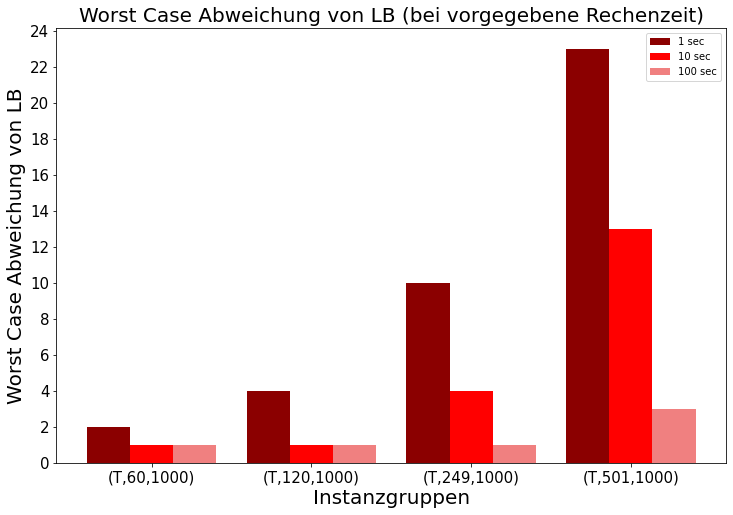 Worst Case Abweichung von LB (bei vorgegebene Rechenzeit)
Worst Case Abweichung von LB
24
22
20
18
16
14
12
10
8
6
4
2
0
1 sec
10 sec
100 sec
(T,60,1000) (T,120,1000) (T,249,1000) (T,501,1000)
Instanzgruppen